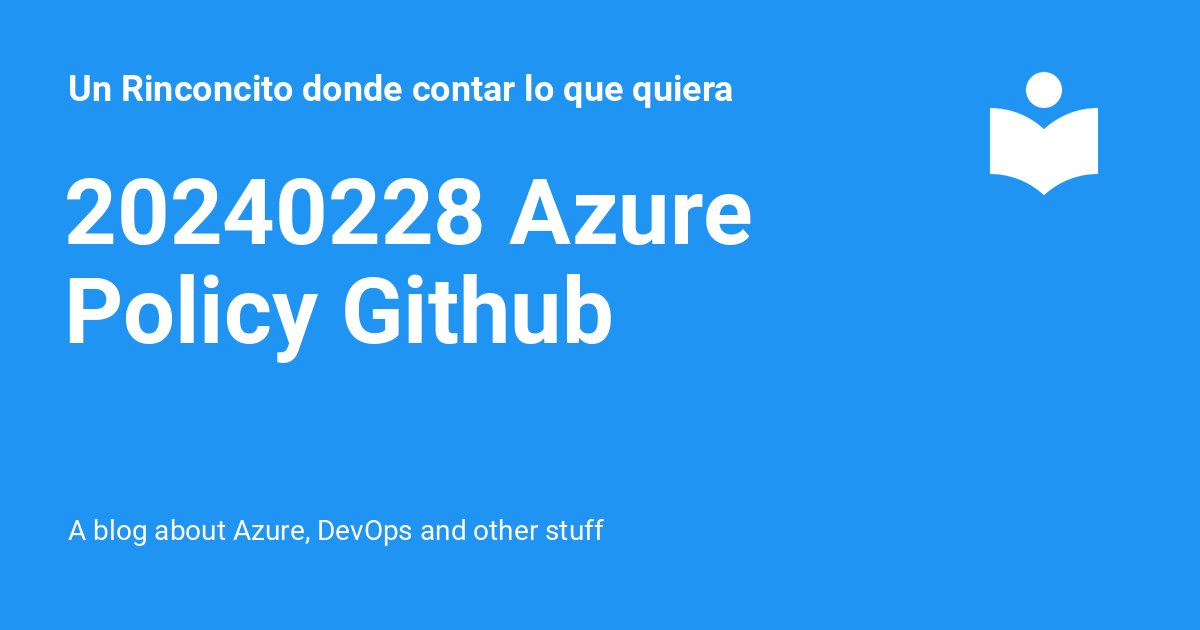 Un Rinconcito donde contar lo que quiera
20240228 Azure
Policy Github
A blog about Azure, DevOps and other stuff